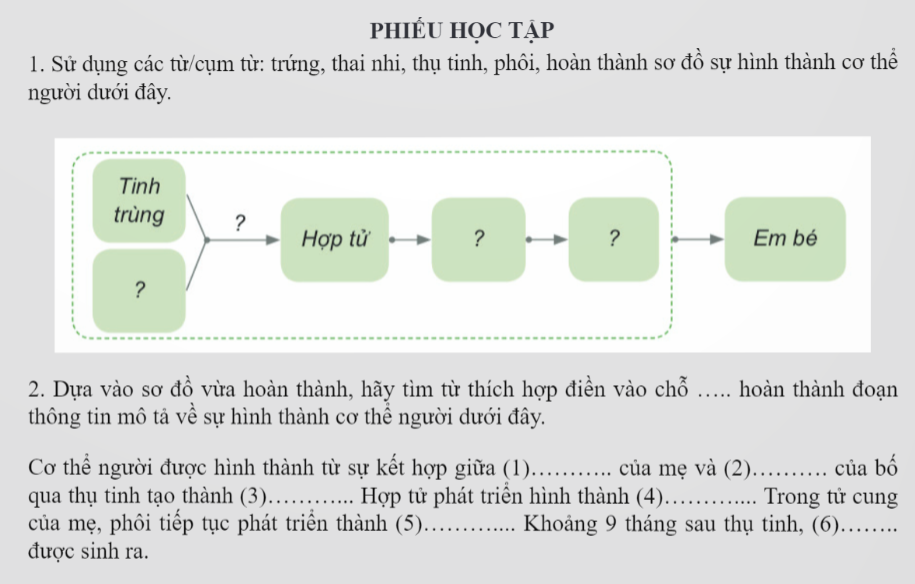 PHIẾU HỌC TẬP
1. Sử dụng các từ/cụm từ: trứng, thai nhi, thụ tinh, phôi, hoàn thành sơ đồ sự hình thành cơ thể
người dưới đây.
Tinh
trùng
?
?
Hợp tử
?
?
Em bé
2. Dựa vào sơ đồ vừa hoàn thành, hãy tìm từ thích hợp điền vào chỗ ..... hoàn thành đoạn
thông tin mô tả về sự hình thành cơ thể người dưới đây.
Cơ thể người được hình thành từ sự kết hợp giữa (1)........... của mẹ và (2).......... của bố
qua thụ tinh tạo thành (3)............ Hợp tử phát triển hình thành (4)............. Trong tử cung
của mẹ, phôi tiếp tục phát triển thành (5)............. Khoảng 9 tháng sau thụ tinh, (6)........
được sinh ra.